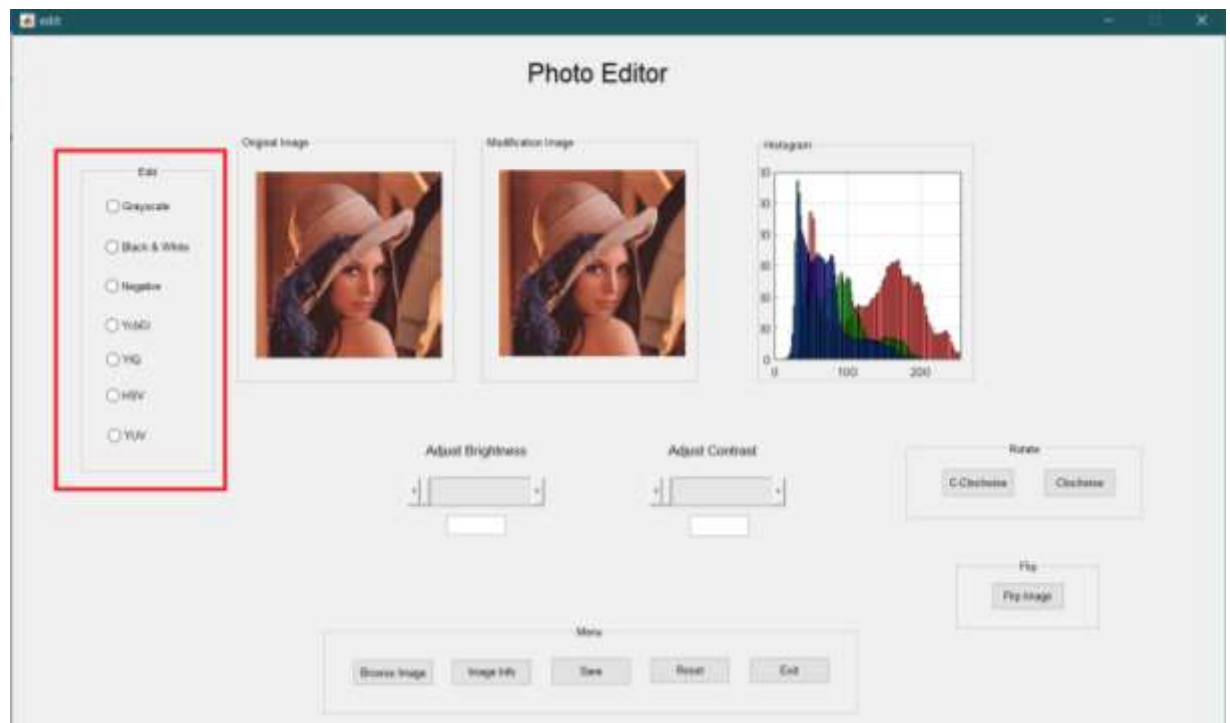 edit
Photo Editor
Original Image
Modification Image
Histogram
Edit
Grayscale
Black & White
Negative
YcbCr
YIQ
HSV
YUV
0
100
200
Adjust Brightness
Adjust Contrast
Rotate
C-Clockwise
Clockwise
Flip
Flip Image
Menu
Browse Image
Image Info
Save
Reset
Exit